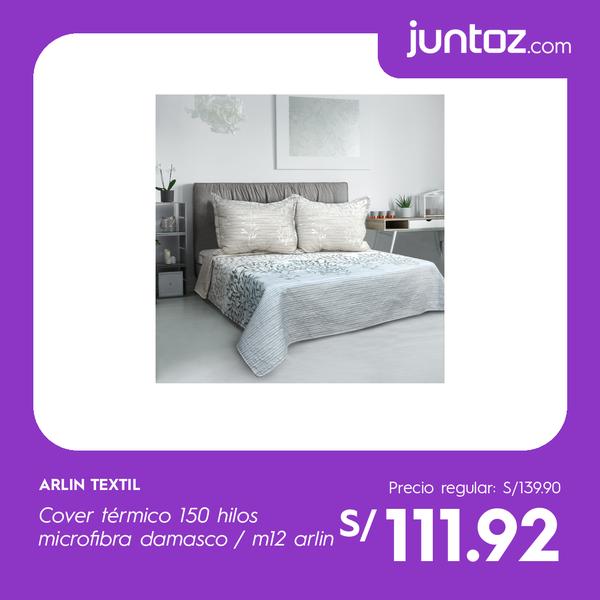 juntoz.com
ARLIN TEXTIL
Precio regular: S/139.90
Cover térmico 150 hilos
microfibra damasco / m12 arlin
S/111.92